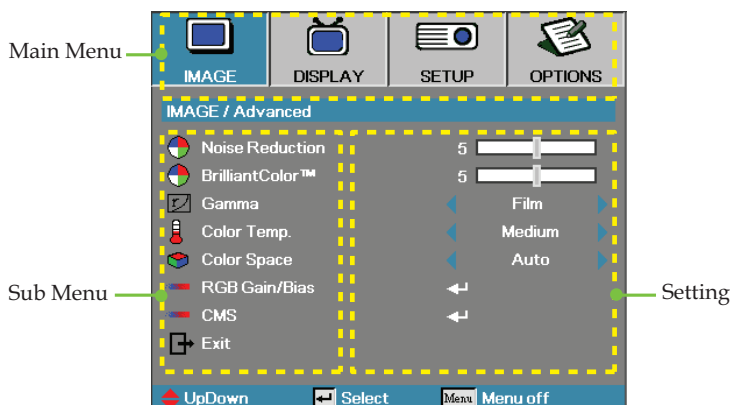 Main Menu
IMAGE DISPLAY SETUP OPTIONS
IMAGE / Advanced
Noise Reduction 5
BrilliantColor™ 5
Gamma Film
Color Temp. Medium
Color Space Auto
Sub Menu RGB Gain/Bias Setting
CMS
Exit
UpDown Select Menu Menu off